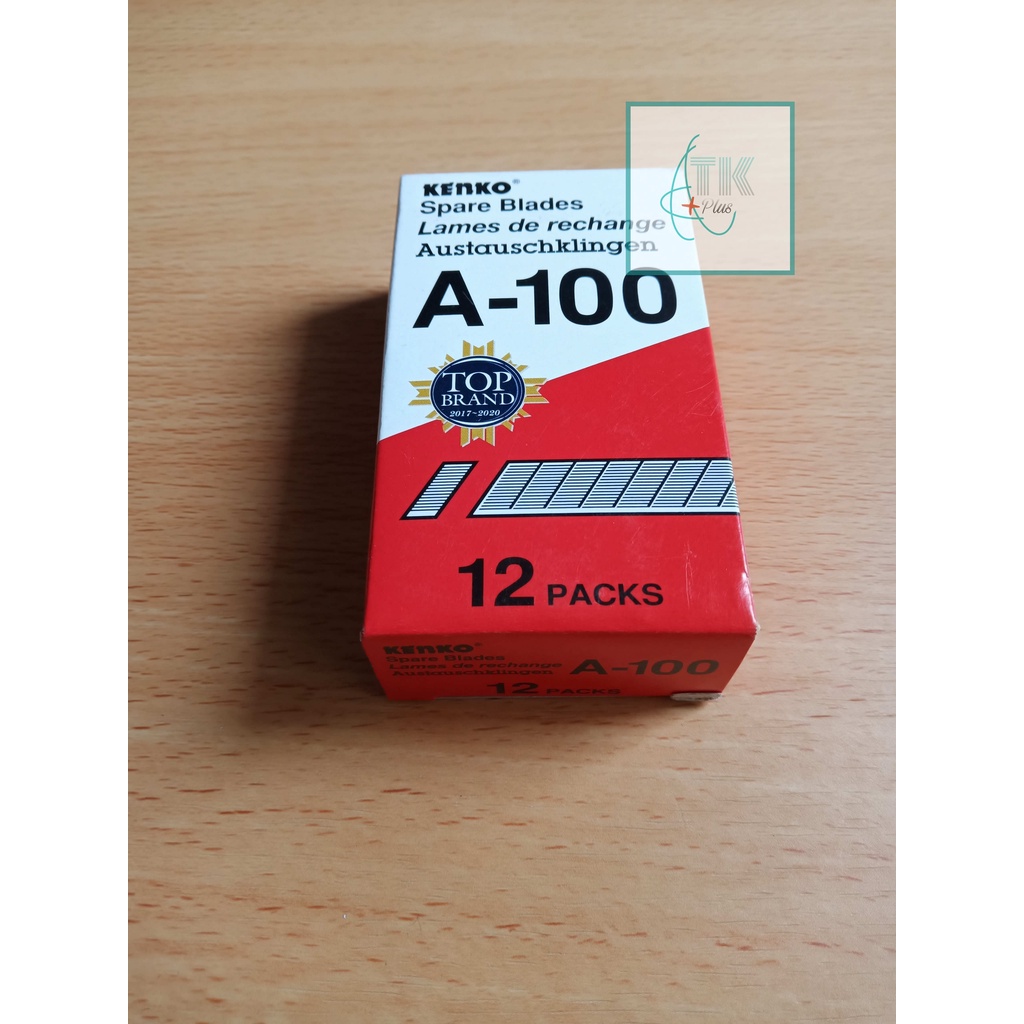 KENKO®
Spare Blades
Lames de rechange
Austauschklingen
A-100
TOP
BRAND
2017~2020
12 PACKS
KENKO®
Spare Blades
Lames de rechange
Austauschklingen
A-100
12 PACKS
TK
+Plus